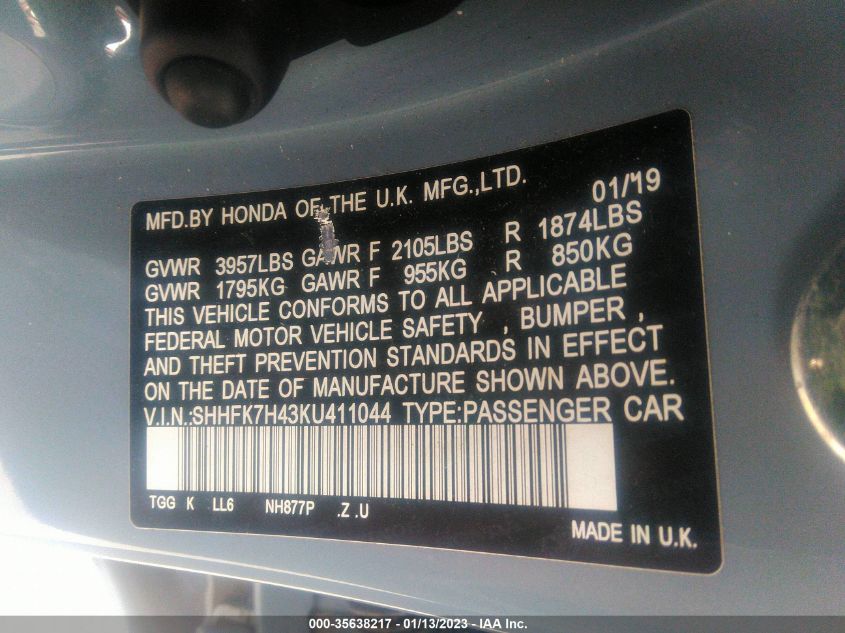 MFD.BY HONDA OF THE U.K. MFG.,LTD. 01/19
GVWR 3957LBS GAWR F 2105LBS R 1874LBS
GVWR 1795KG GAWR F 955KG R 850KG
THIS VEHICLE CONFORMS TO ALL APPLICABLE
FEDERAL MOTOR VEHICLE SAFETY , BUMPER ,
AND THEFT PREVENTION STANDARDS IN EFFECT
ON THE DATE OF MANUFACTURE SHOWN ABOVE.
V.I.N.:SHHFK7H43KU411044 TYPE:PASSENGER CAR
TGG K LL6 NH877P .Z .U
MADE IN U.K.
000-35638217 - 01/13/2023 - IAA Inc.